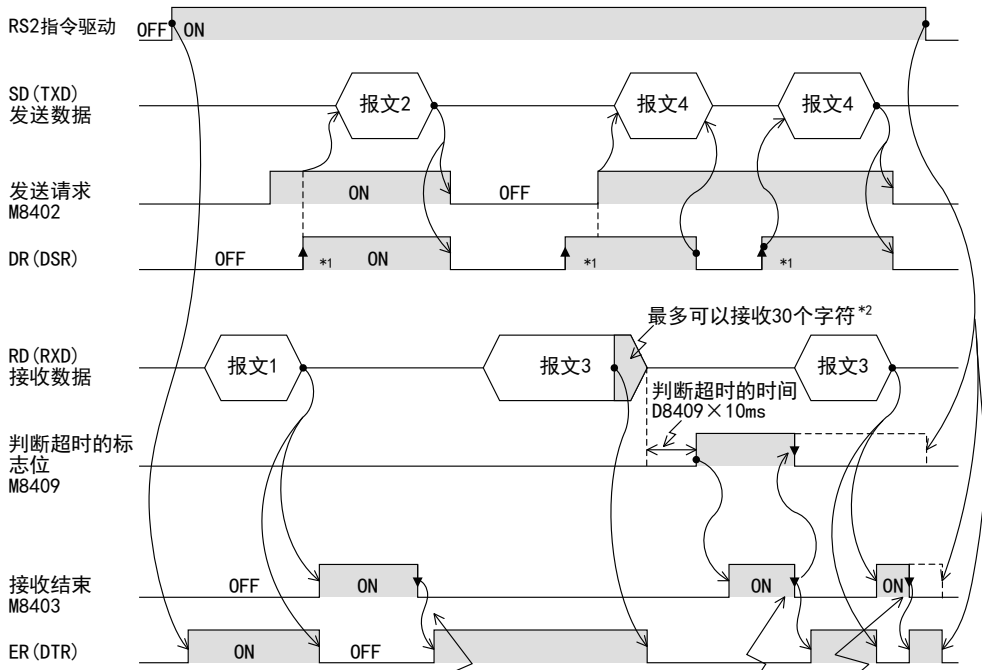 RS2指令驱动
OFF
ON
SD(TXD)
发送数据
报文2
报文4
报文4
发送请求
M8402
ON
OFF
DR(DSR)
OFF
*1
ON
*1
*1
最多可以接收30个字符*2
RD(RXD)
接收数据
报文1
报文3
报文3
判断超时的时间
D8409×10ms
判断超时的标
志位
M8409
接收结束
M8403
OFF
ON
ON
ON
ER(DTR)
ON
OFF